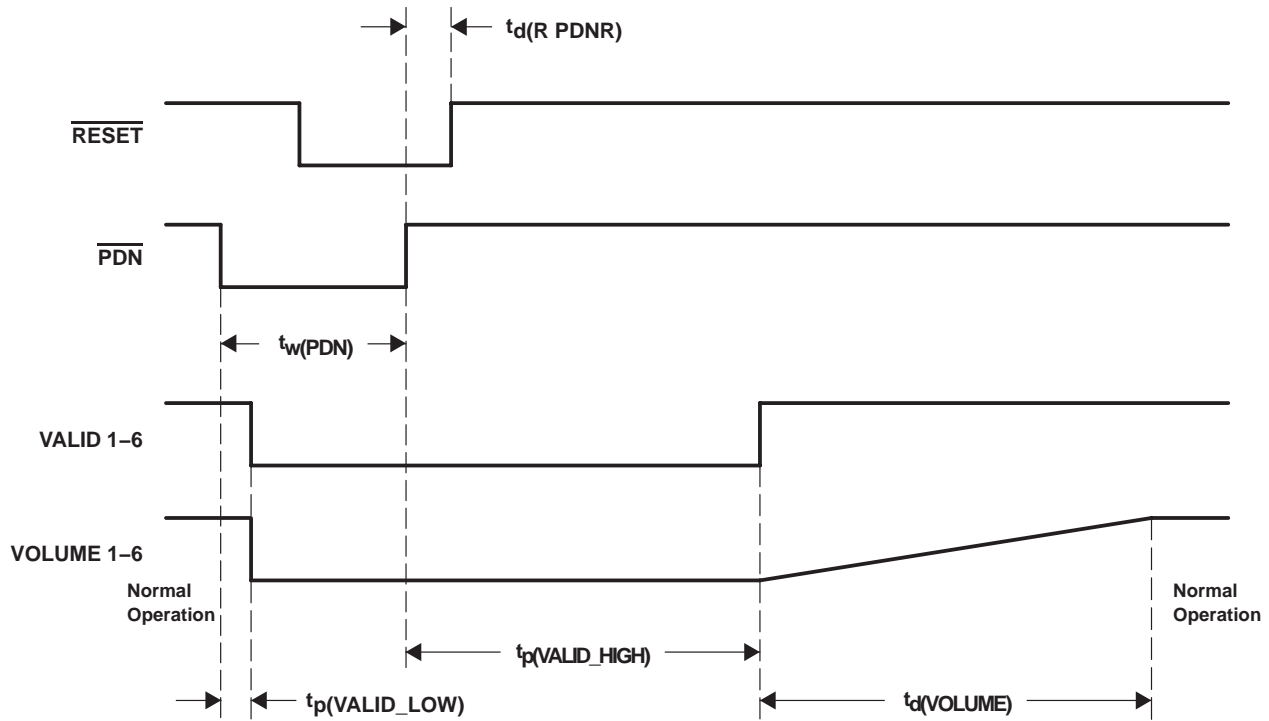 td(R PDNR)
RESET
PDN
tw(PDN)
VALID 1–6
VOLUME 1–6
Normal
Operation
Normal
Operation
tp(VALID_HIGH)
tp(VALID_LOW)
td(VOLUME)